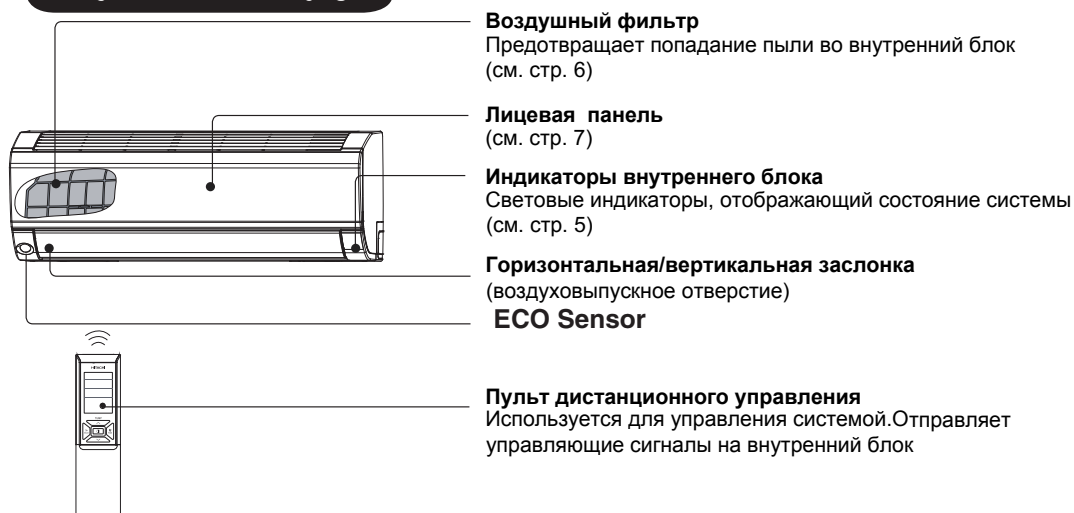 Воздушный фильтр
Предотвращает попадание пыли во внутренний блок
(см. стр. 6)
Лицевая панель
(см. стр. 7)
Индикаторы внутреннего блока
Световые индикаторы, отображающий состояние системы
(см. стр. 5)
Горизонтальная/вертикальная заслонка
(воздуховыпускное отверстие)
ECO Sensor
HITACHI
Пульт дистанционного управления
Используется для управления системой.Отправляет
управляющие сигналы на внутренний блок